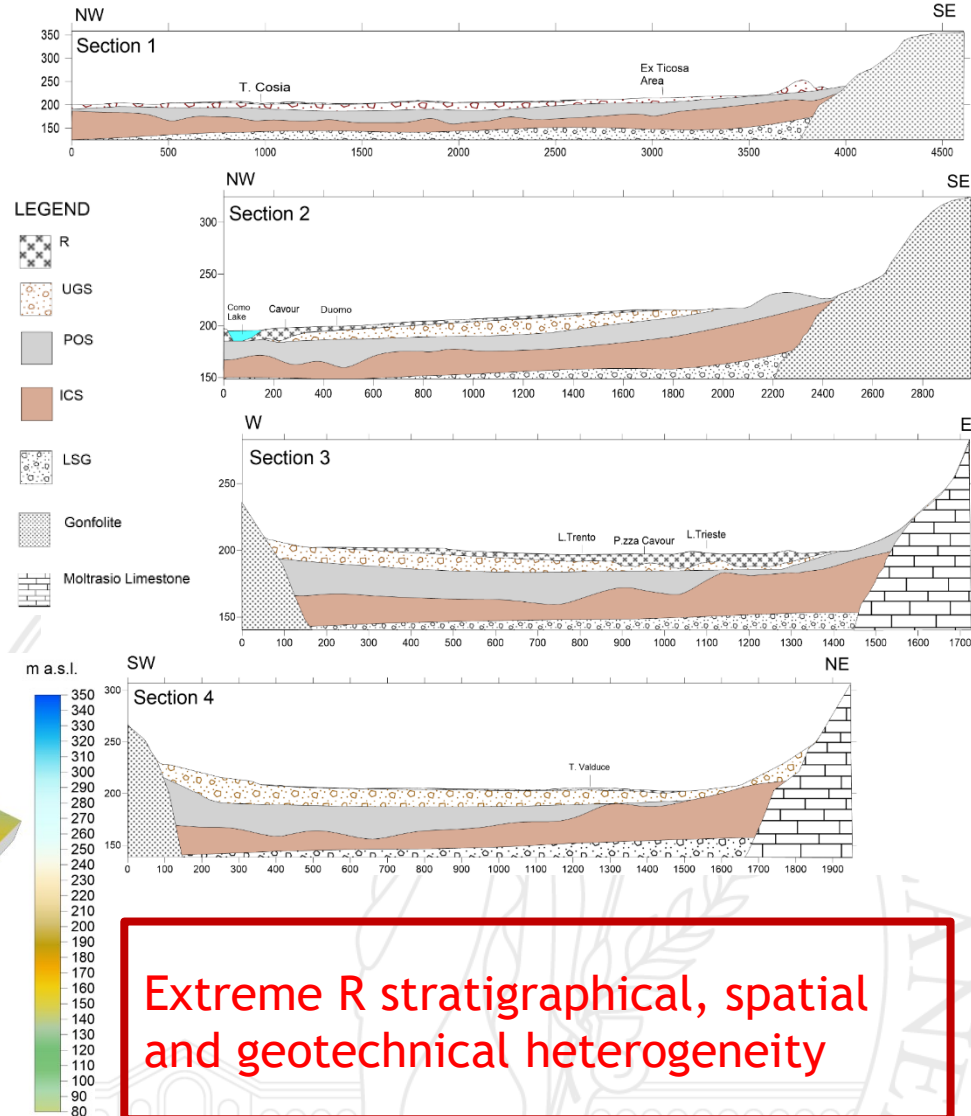 NW
SE
Section 1
350
300
250
200
150
T. Cosia
Ex Ticosa
Area
0 500 1000 1500 2000 2500 3000 3500 4000 4500
NW
SE
Section 2
300
250
200
150
Como
Lake
Cavour
Duomo
0 200 400 600 800 1000 1200 1400 1600 1800 2000 2200 2400 2600 2800
LEGEND
R
UGS
POS
ICS
LSG
Gonfolite
Moltrasio Limestone
W
E
Section 3
250
200
150
L.Trento
P.zza Cavour
L.Trieste
0 100 200 300 400 500 600 700 800 900 1000 1100 1200 1300 1400 1500 1600 1700
m a.s.l.
350
340
330
320
310
300
290
280
270
260
250
240
230
220
210
200
190
180
170
160
150
140
130
120
110
100
90
80
SW
NE
Section 4
300
250
200
150
T. Valduce
0 100 200 300 400 500 600 700 800 900 1000 1100 1200 1300 1400 1500 1600 1700 1800 1900
Extreme R stratigraphical, spatial
and geotechnical heterogeneity
ANE